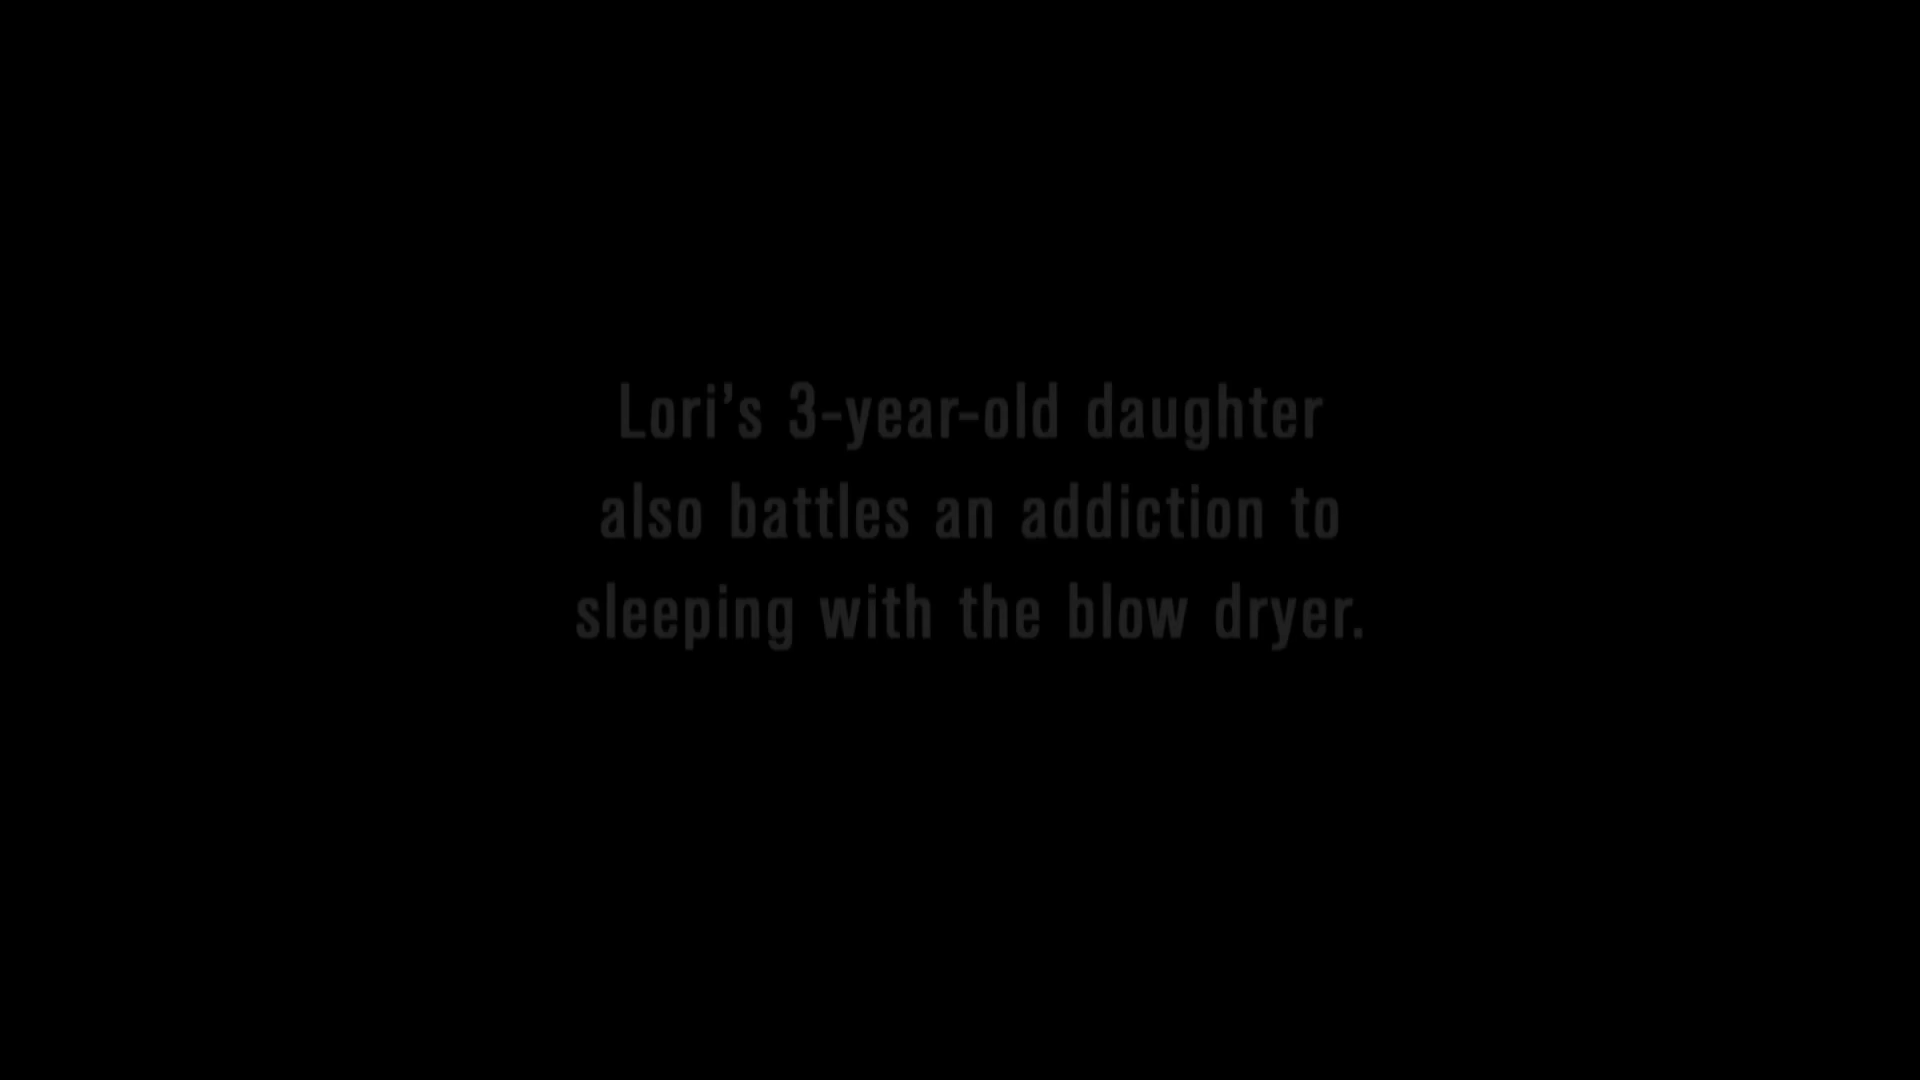 Lori’s 3-year-old daughter
also battles an addiction to
sleeping with the blow dryer.